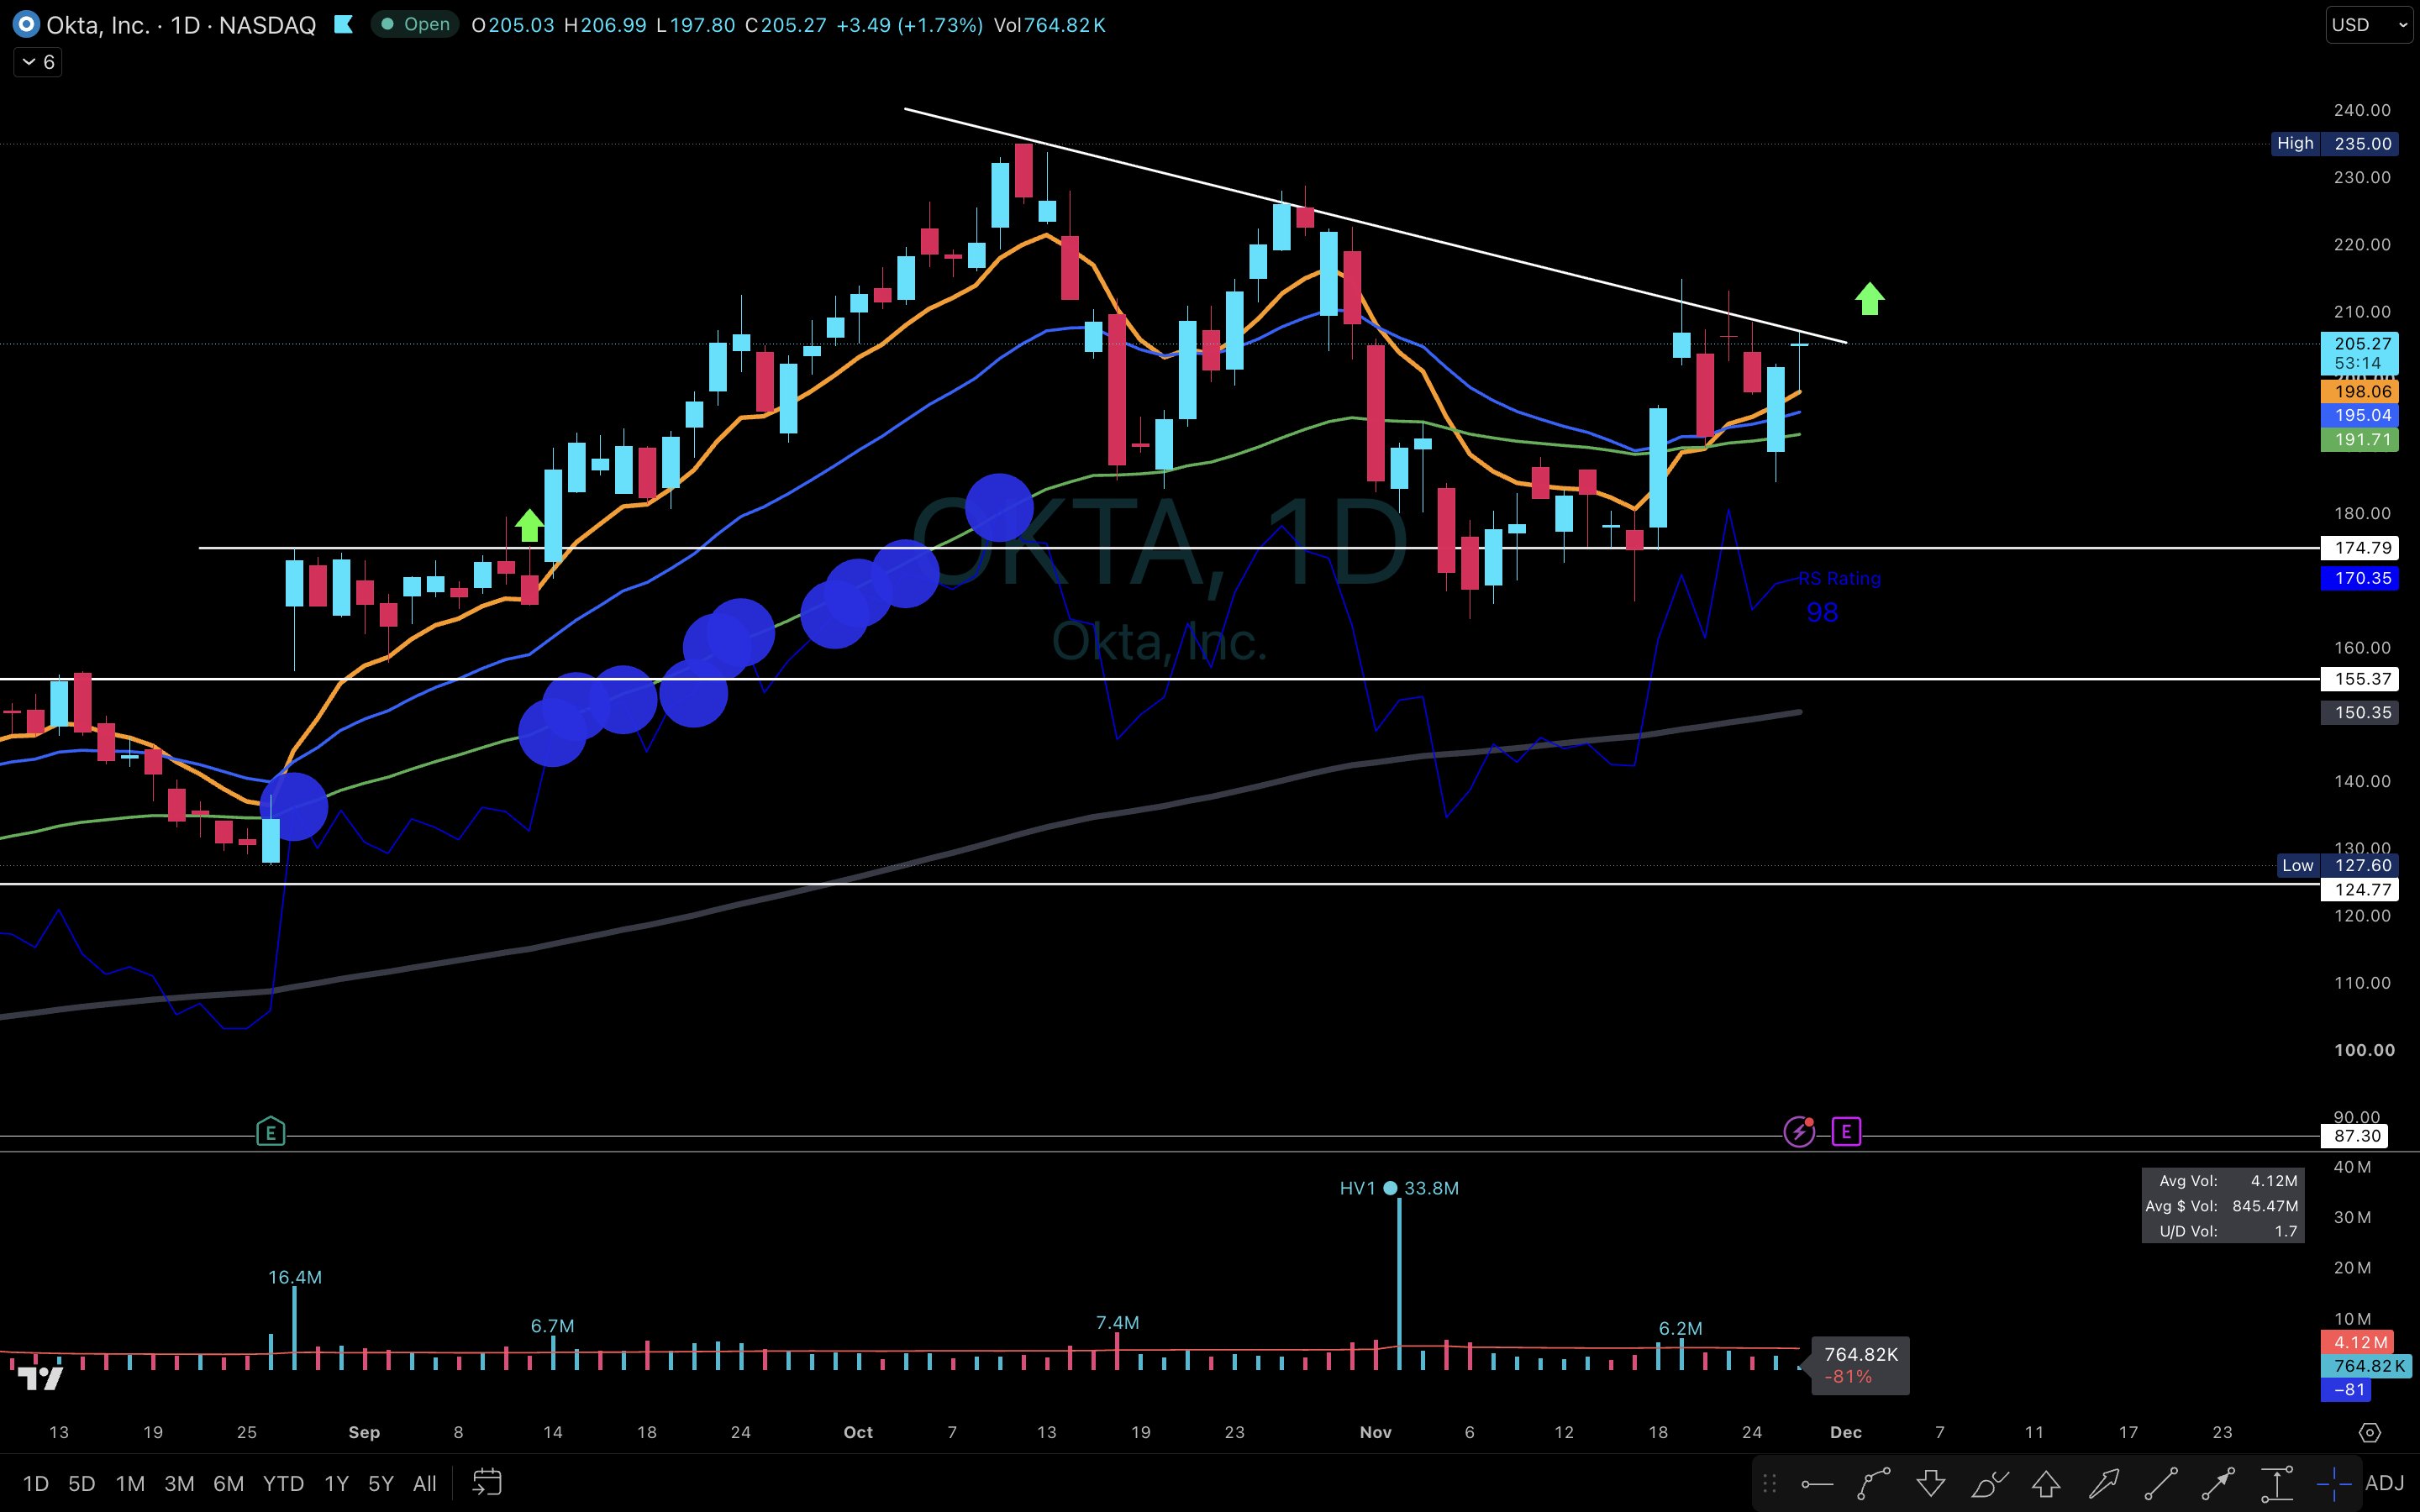 Okta, Inc. · 1D · NASDAQ Open O205.03 H206.99 L197.80 C205.27 +3.49 (+1.73%) Vol764.82K USD
6
240.00
High 235.00
230.00
220.00
210.00
205.27
53:14
198.06
195.04
191.71
180.00
174.79
RS Rating 170.35
98
OKTA, 1D
Okta, Inc.
160.00
155.37
150.35
140.00
130.00
Low 127.60
124.77
120.00
110.00
100.00
90.00
87.30
E E
40 M
HV1 33.8M
Avg Vol: 4.12M
Avg $ Vol: 845.47M
U/D Vol: 1.7
30 M
20 M
16.4M
6.7M
7.4M
6.2M
10 M
4.12 M
764.82K
-81%
764.82 K
−81
13 19 25 Sep 8 14 18 24 Oct 7 13 19 23 Nov 6 12 18 24 Dec 7 11 17 23
1D 5D 1M 3M 6M YTD 1Y 5Y All ADJ